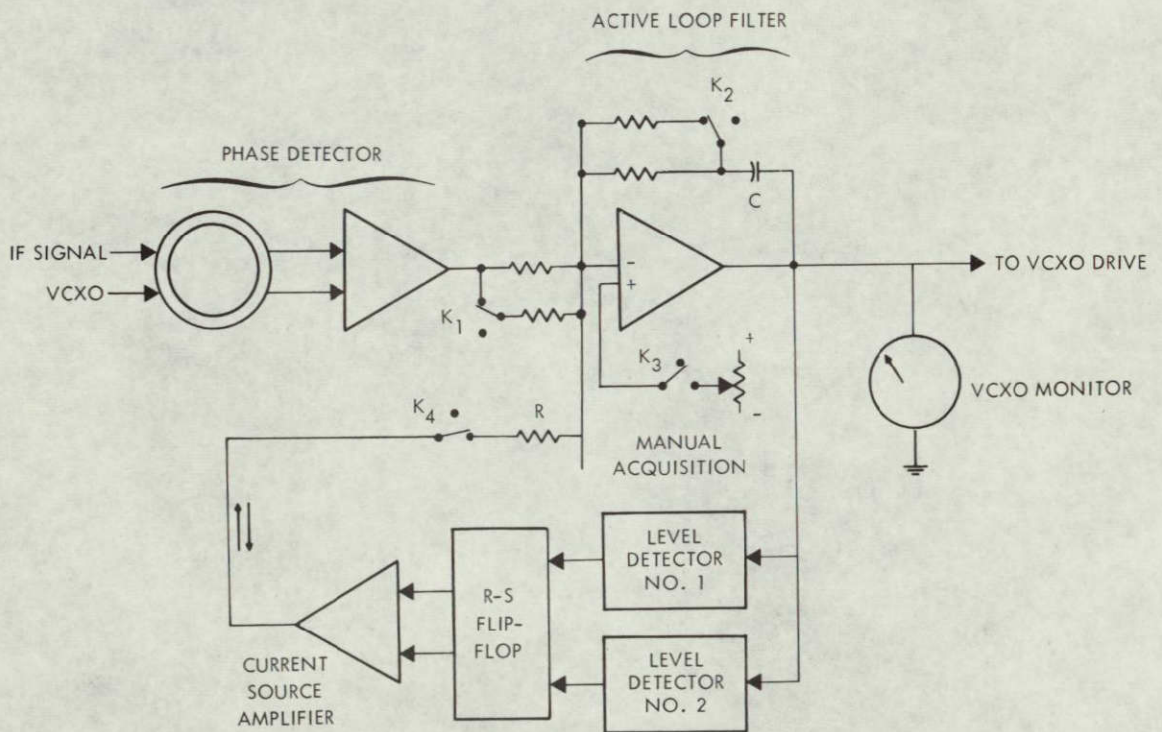 ACTIVE LOOP FILTER
K2
PHASE DETECTOR
C
IF SIGNAL
VCXO
-
+
TO VCXO DRIVE
K1
K3
+
-
VCXO MONITOR
K4
R
MANUAL
ACQUISITION
LEVEL
DETECTOR
NO. 1
R-S
FLIP-
FLOP
LEVEL
DETECTOR
NO. 2
CURRENT
SOURCE
AMPLIFIER